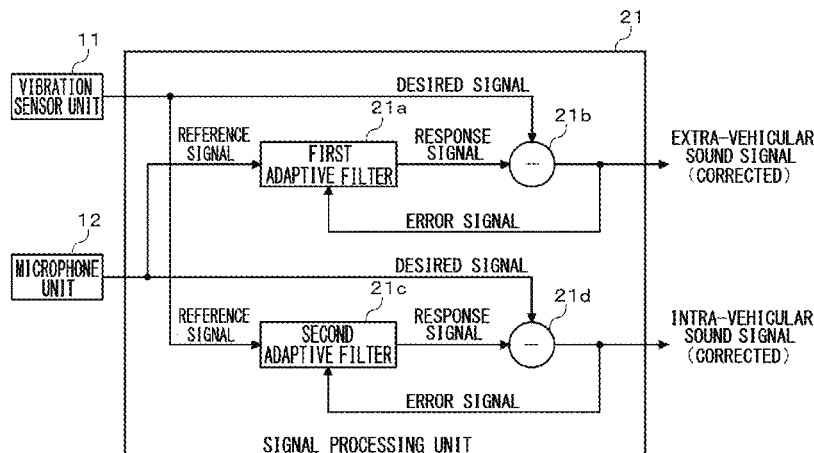 21
11
VIBRATION
SENSOR UNIT
DESIRED SIGNAL
21a
21b
REFERENCE
SIGNAL
FIRST
ADAPTIVE FILTER
RESPONSE
SIGNAL
—
EXTRA-VEHICULAR
SOUND SIGNAL
(CORRECTED)
ERROR SIGNAL
12
MICROPHONE
UNIT
DESIRED SIGNAL
21c
21d
REFERENCE
SIGNAL
SECOND
ADAPTIVE FILTER
RESPONSE
SIGNAL
—
INTRA-VEHICULAR
SOUND SIGNAL
(CORRECTED)
ERROR SIGNAL
SIGNAL PROCESSING UNIT